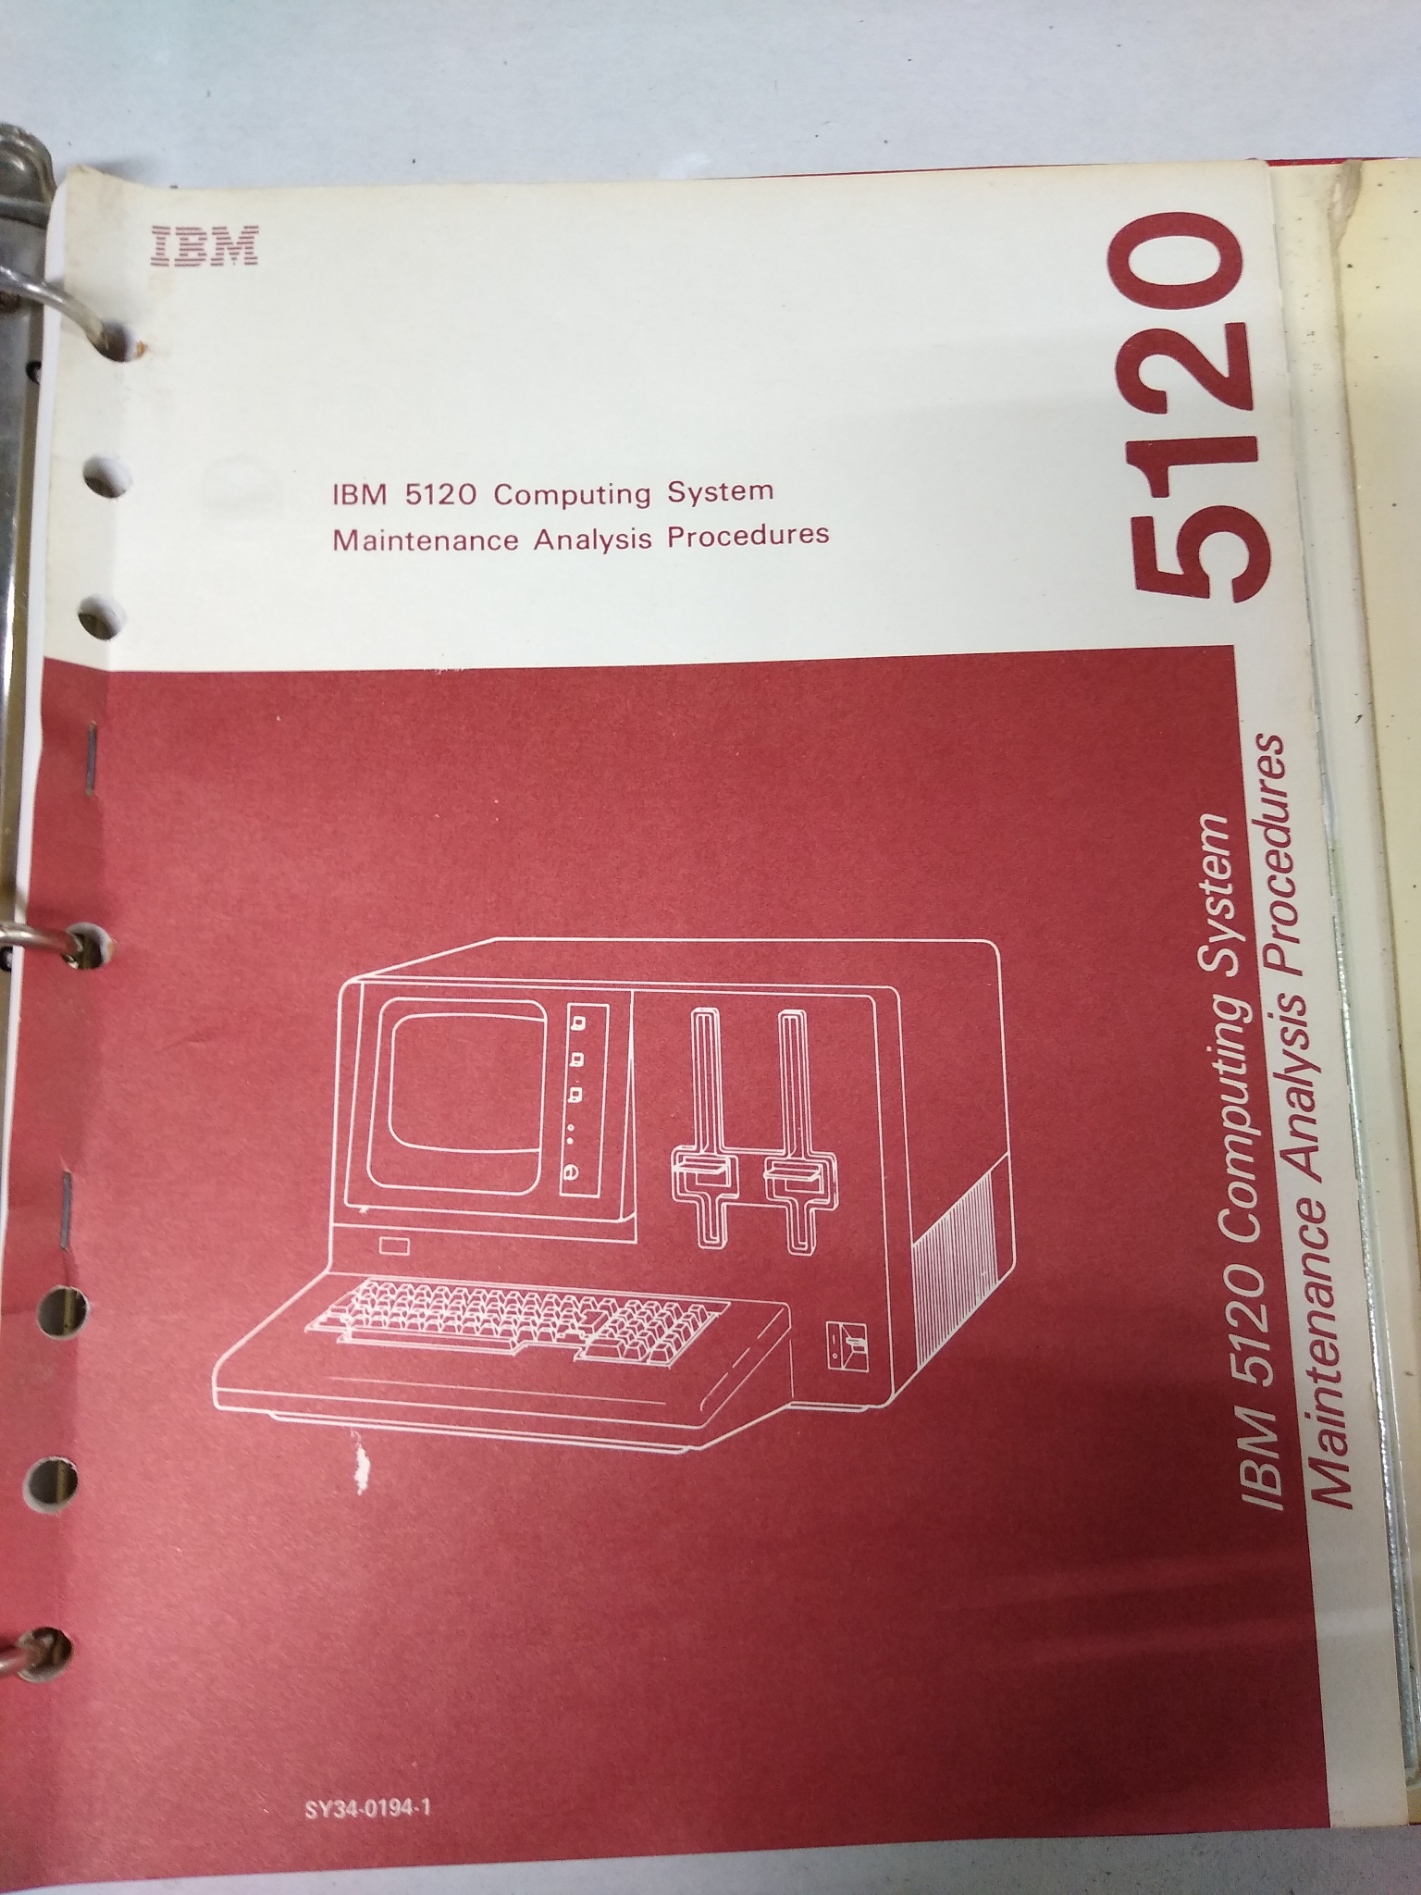 IBM
5120
IBM 5120 Computing System
Maintenance Analysis Procedures
IBM 5120 Computing System
Maintenance Analysis Procedures
SY34-0194-1